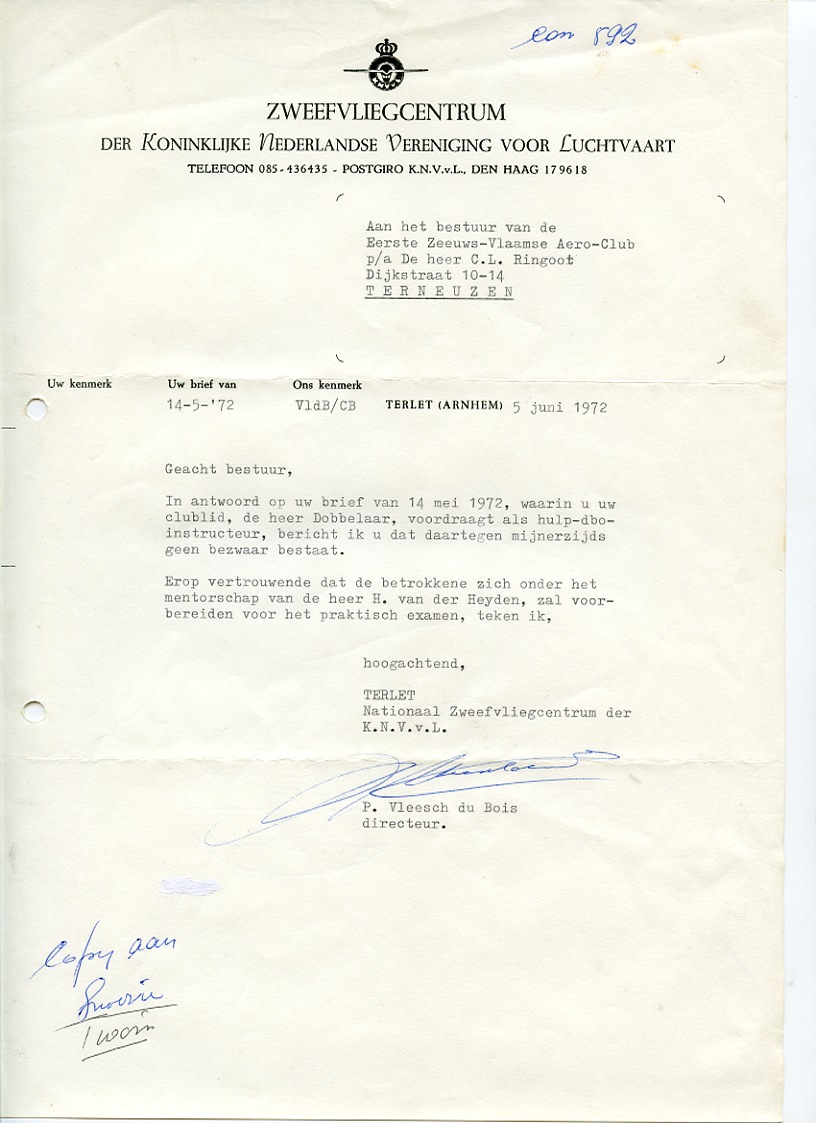 892
K.N.V.v.L.
ZWEEFVLIEGCENTRUM
DER KONINKLIJKE NEDERLANDSE VERENIGING VOOR LUCHTVAART
TELEFOON 085-436435 - POSTGIRO K.N.V.v.L., DEN HAAG 179618
Aan het bestuur van de
Eerste Zeeuws-Vlaamse Aero-Club
p/a De heer C.L. Ringoot
Dijkstraat 10-14
T E R N E U Z E N
Uw kenmerk Uw brief van Ons kenmerk
14-5-'72 VldB/CB TERLET (ARNHEM) 5 juni 1972
Geacht bestuur,
In antwoord op uw brief van 14 mei 1972, waarin u uw
clublid, de heer Dobbelaar, voordraagt als hulp-dbo-
instructeur, bericht ik u dat daartegen mijnerzijds
geen bezwaar bestaat.
Erop vertrouwende dat de betrokkene zich onder het
mentorschap van de heer H. van der Heyden, zal voor-
bereiden voor het praktisch examen, teken ik,
hoogachtend,
TERLET
Nationaal Zweefvliegcentrum der
K.N.V.v.L.
P. Vleesch du Bois
directeur.
Copy aan